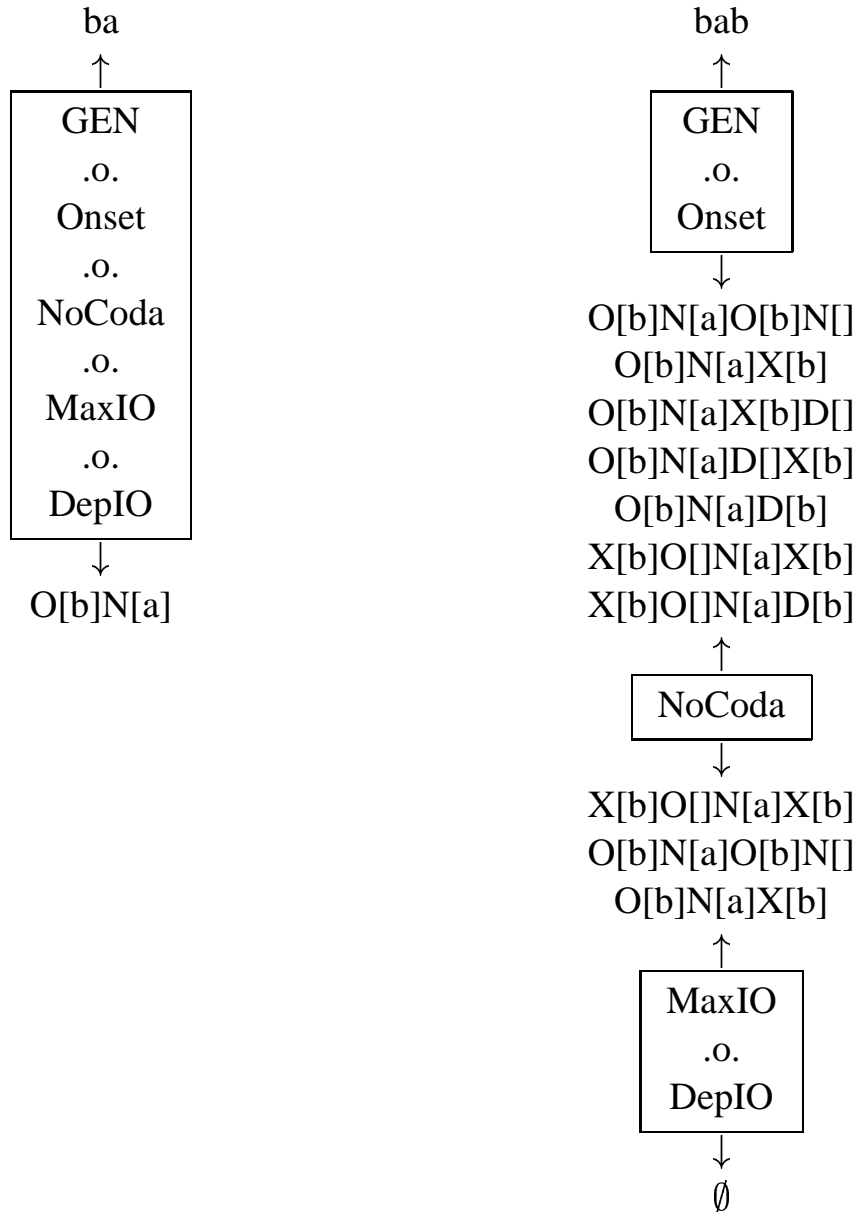 ba
↑
GEN
.o.
Onset
.o.
NoCoda
.o.
MaxIO
.o.
DepIO
↓
O[b]N[a]
bab
↑
GEN
.o.
Onset
↓
O[b]N[a]O[b]N[]
O[b]N[a]X[b]
O[b]N[a]X[b]D[]
O[b]N[a]D[]X[b]
O[b]N[a]D[b]
X[b]O[]N[a]X[b]
X[b]O[]N[a]D[b]
↑
NoCoda
↓
X[b]O[]N[a]X[b]
O[b]N[a]O[b]N[]
O[b]N[a]X[b]
↑
MaxIO
.o.
DepIO
↓
∅